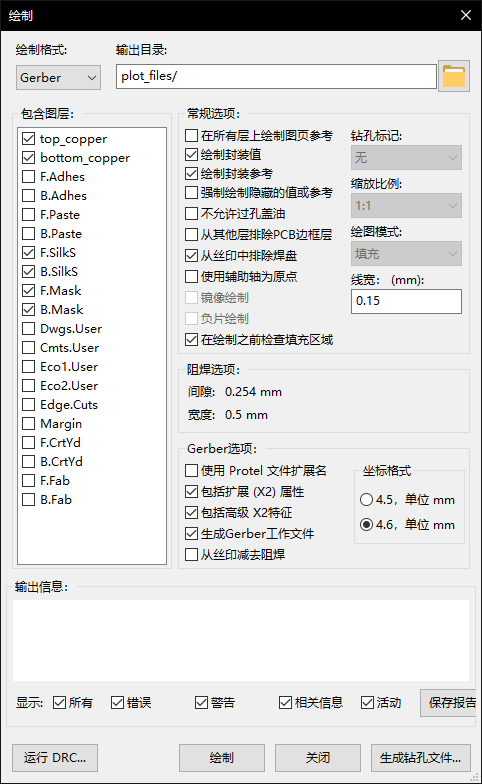 绘制
绘制格式:
输出目录:
Gerber
plot_files/
包含图层:
top_copper
bottom_copper
F.Adhes
B.Adhes
F.Paste
B.Paste
F.SilkS
B.SilkS
F.Mask
B.Mask
Dwgs.User
Cmts.User
Eco1.User
Eco2.User
Edge.Cuts
Margin
F.CrtYd
B.CrtYd
F.Fab
B.Fab
常规选项:
在所有层上绘制图页参考
绘制封装值
绘制封装参考
强制绘制隐藏的值或参考
不允许过孔盖油
从其他层排除PCB边框层
从丝印中排除焊盘
使用辅助轴为原点
镜像绘制
负片绘制
在绘制之前检查填充区域
钻孔标记:
无
缩放比例:
1:1
绘图模式:
填充
线宽： (mm):
0.15
阻焊选项:
间隙: 0.254 mm
宽度: 0.5 mm
Gerber选项:
使用 Protel 文件扩展名
包括扩展 (X2) 属性
包括高级 X2特征
生成Gerber工作文件
从丝印减去阻焊
坐标格式
4.5，单位 mm
4.6，单位 mm
输出信息:
显示: 所有 错误 警告 相关信息 活动 保存报告
运行 DRC... 绘制 关闭 生成钻孔文件...